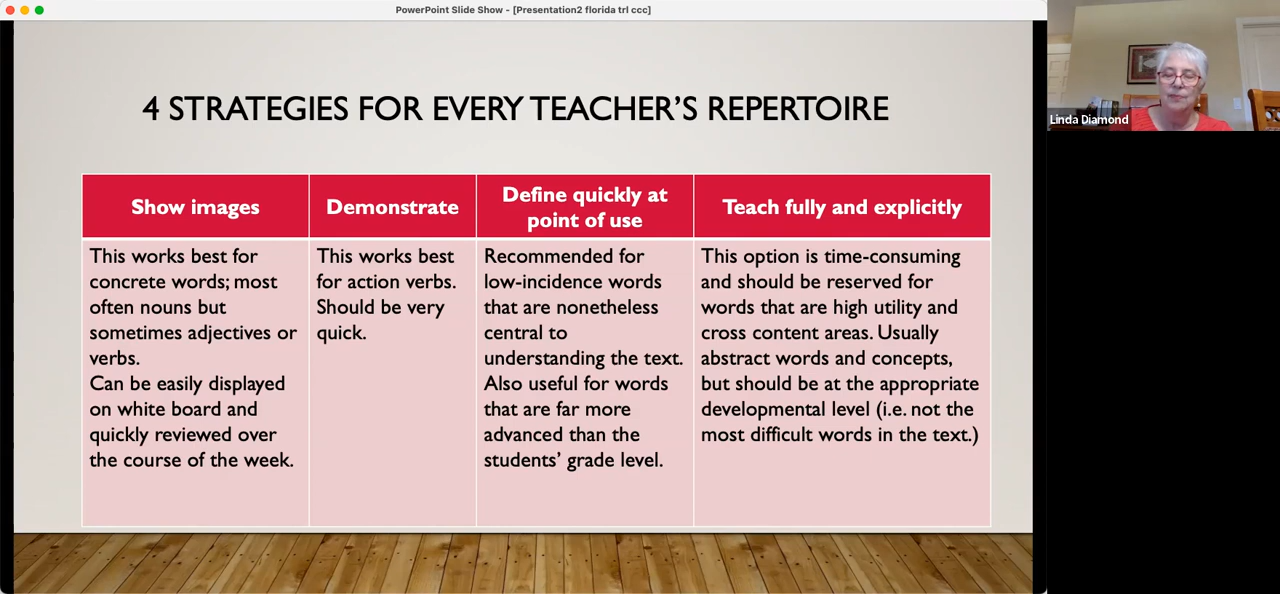 PowerPoint Slide Show - [Presentation2 florida trl ccc]
Linda Diamond
4 STRATEGIES FOR EVERY TEACHER'S REPERTOIRE
Show images
This works best for
concrete words; most
often nouns but
sometimes adjectives or
verbs.
Can be easily displayed
on white board and
quickly reviewed over
the course of the week.
Demonstrate
This works best
for action verbs.
Should be very
quick.
Define quickly at
point of use
Recommended for
low-incidence words
that are nonetheless
central to
understanding the text.
Also useful for words
that are far more
advanced than the
students' grade level.
Teach fully and explicitly
This option is time-consuming
and should be reserved for
words that are high utility and
cross content areas. Usually
abstract words and concepts,
but should be at the appropriate
developmental level (i.e. not the
most difficult words in the text.)